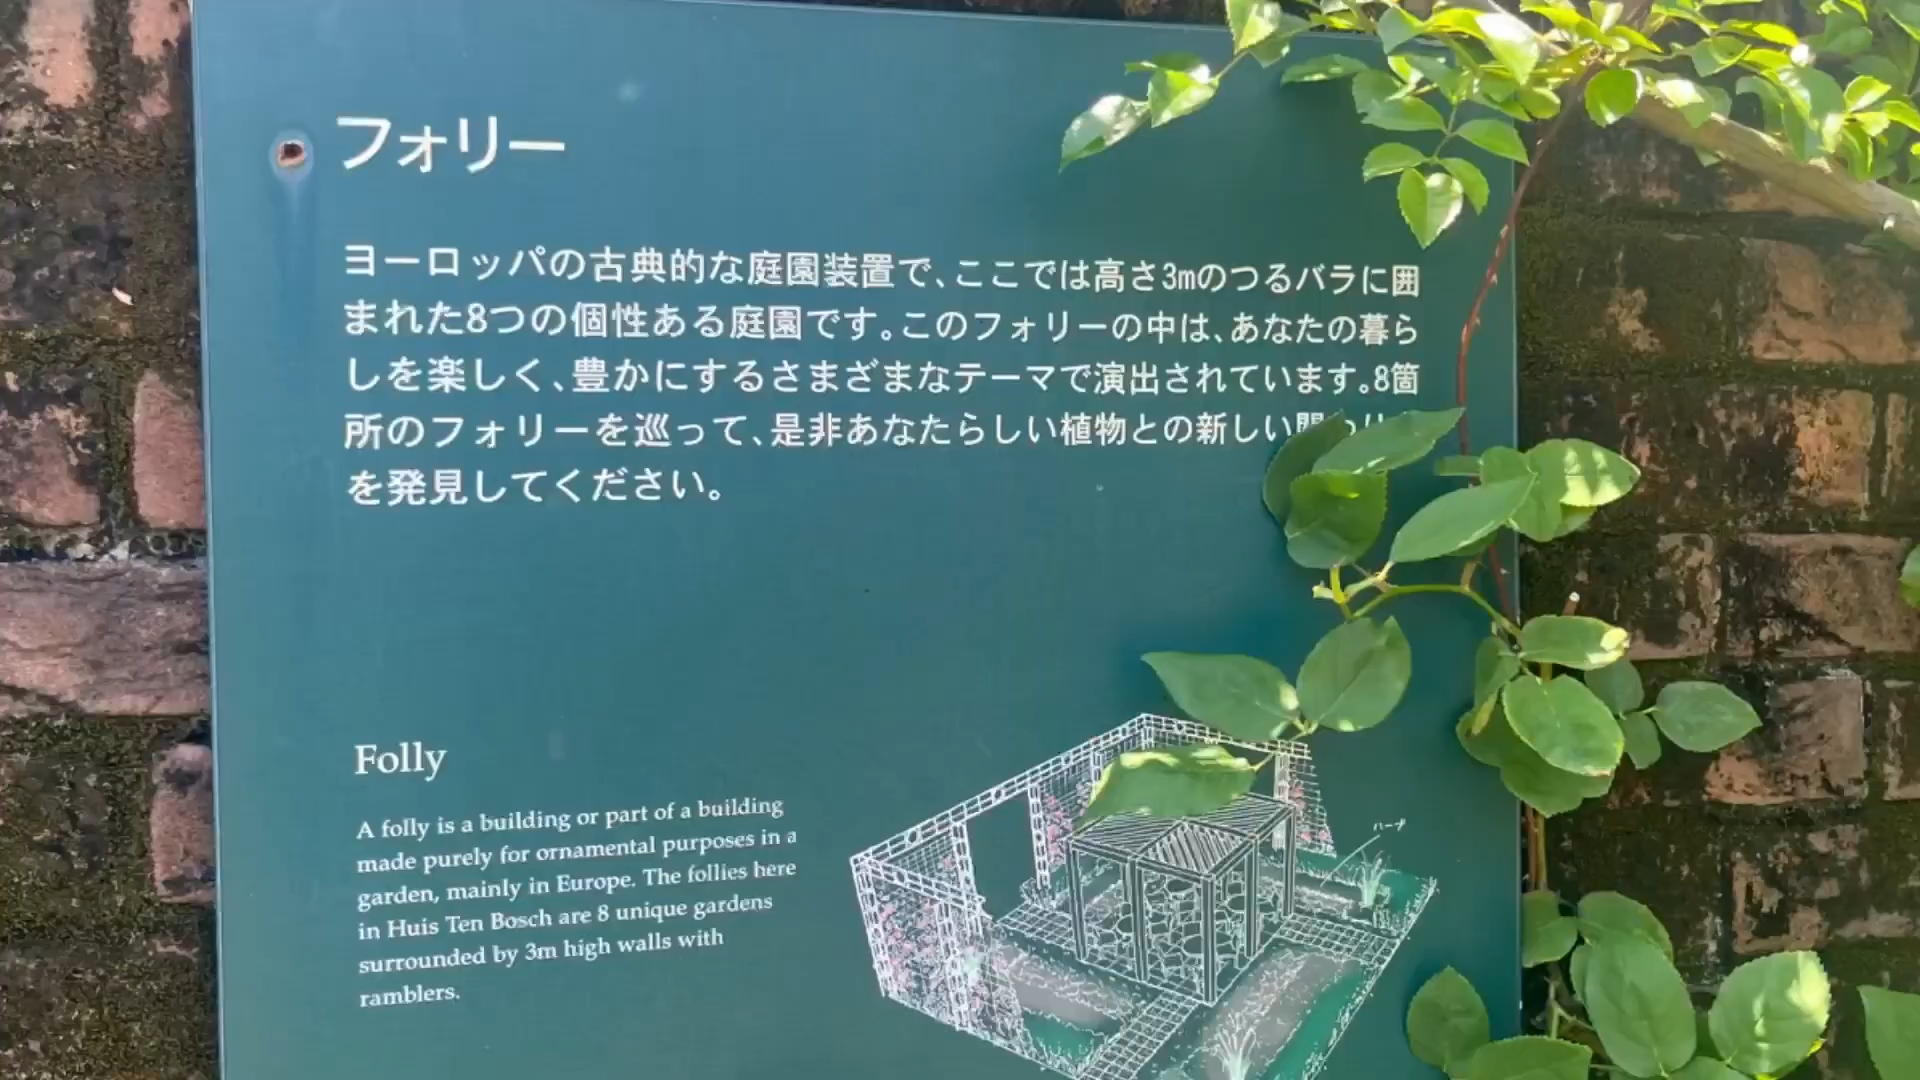 フォリー
ヨーロッパの古典的な庭園装置で、ここでは高さ3mのつるバラに囲
まれた8つの個性ある庭園です。このフォリーの中は、あなたの暮ら
しを楽しく、豊かにするさまざまなテーマで演出されています。8箇
所のフォリーを巡って、是非あなたらしい植物との新しい
を発見してください。
Folly
A folly is a building or part of a building
made purely for ornamental purposes in a
garden, mainly in Europe. The follies here
in Huis Ten Bosch are 8 unique gardens
surrounded by 3m high walls with
ramblers.
ハーブ